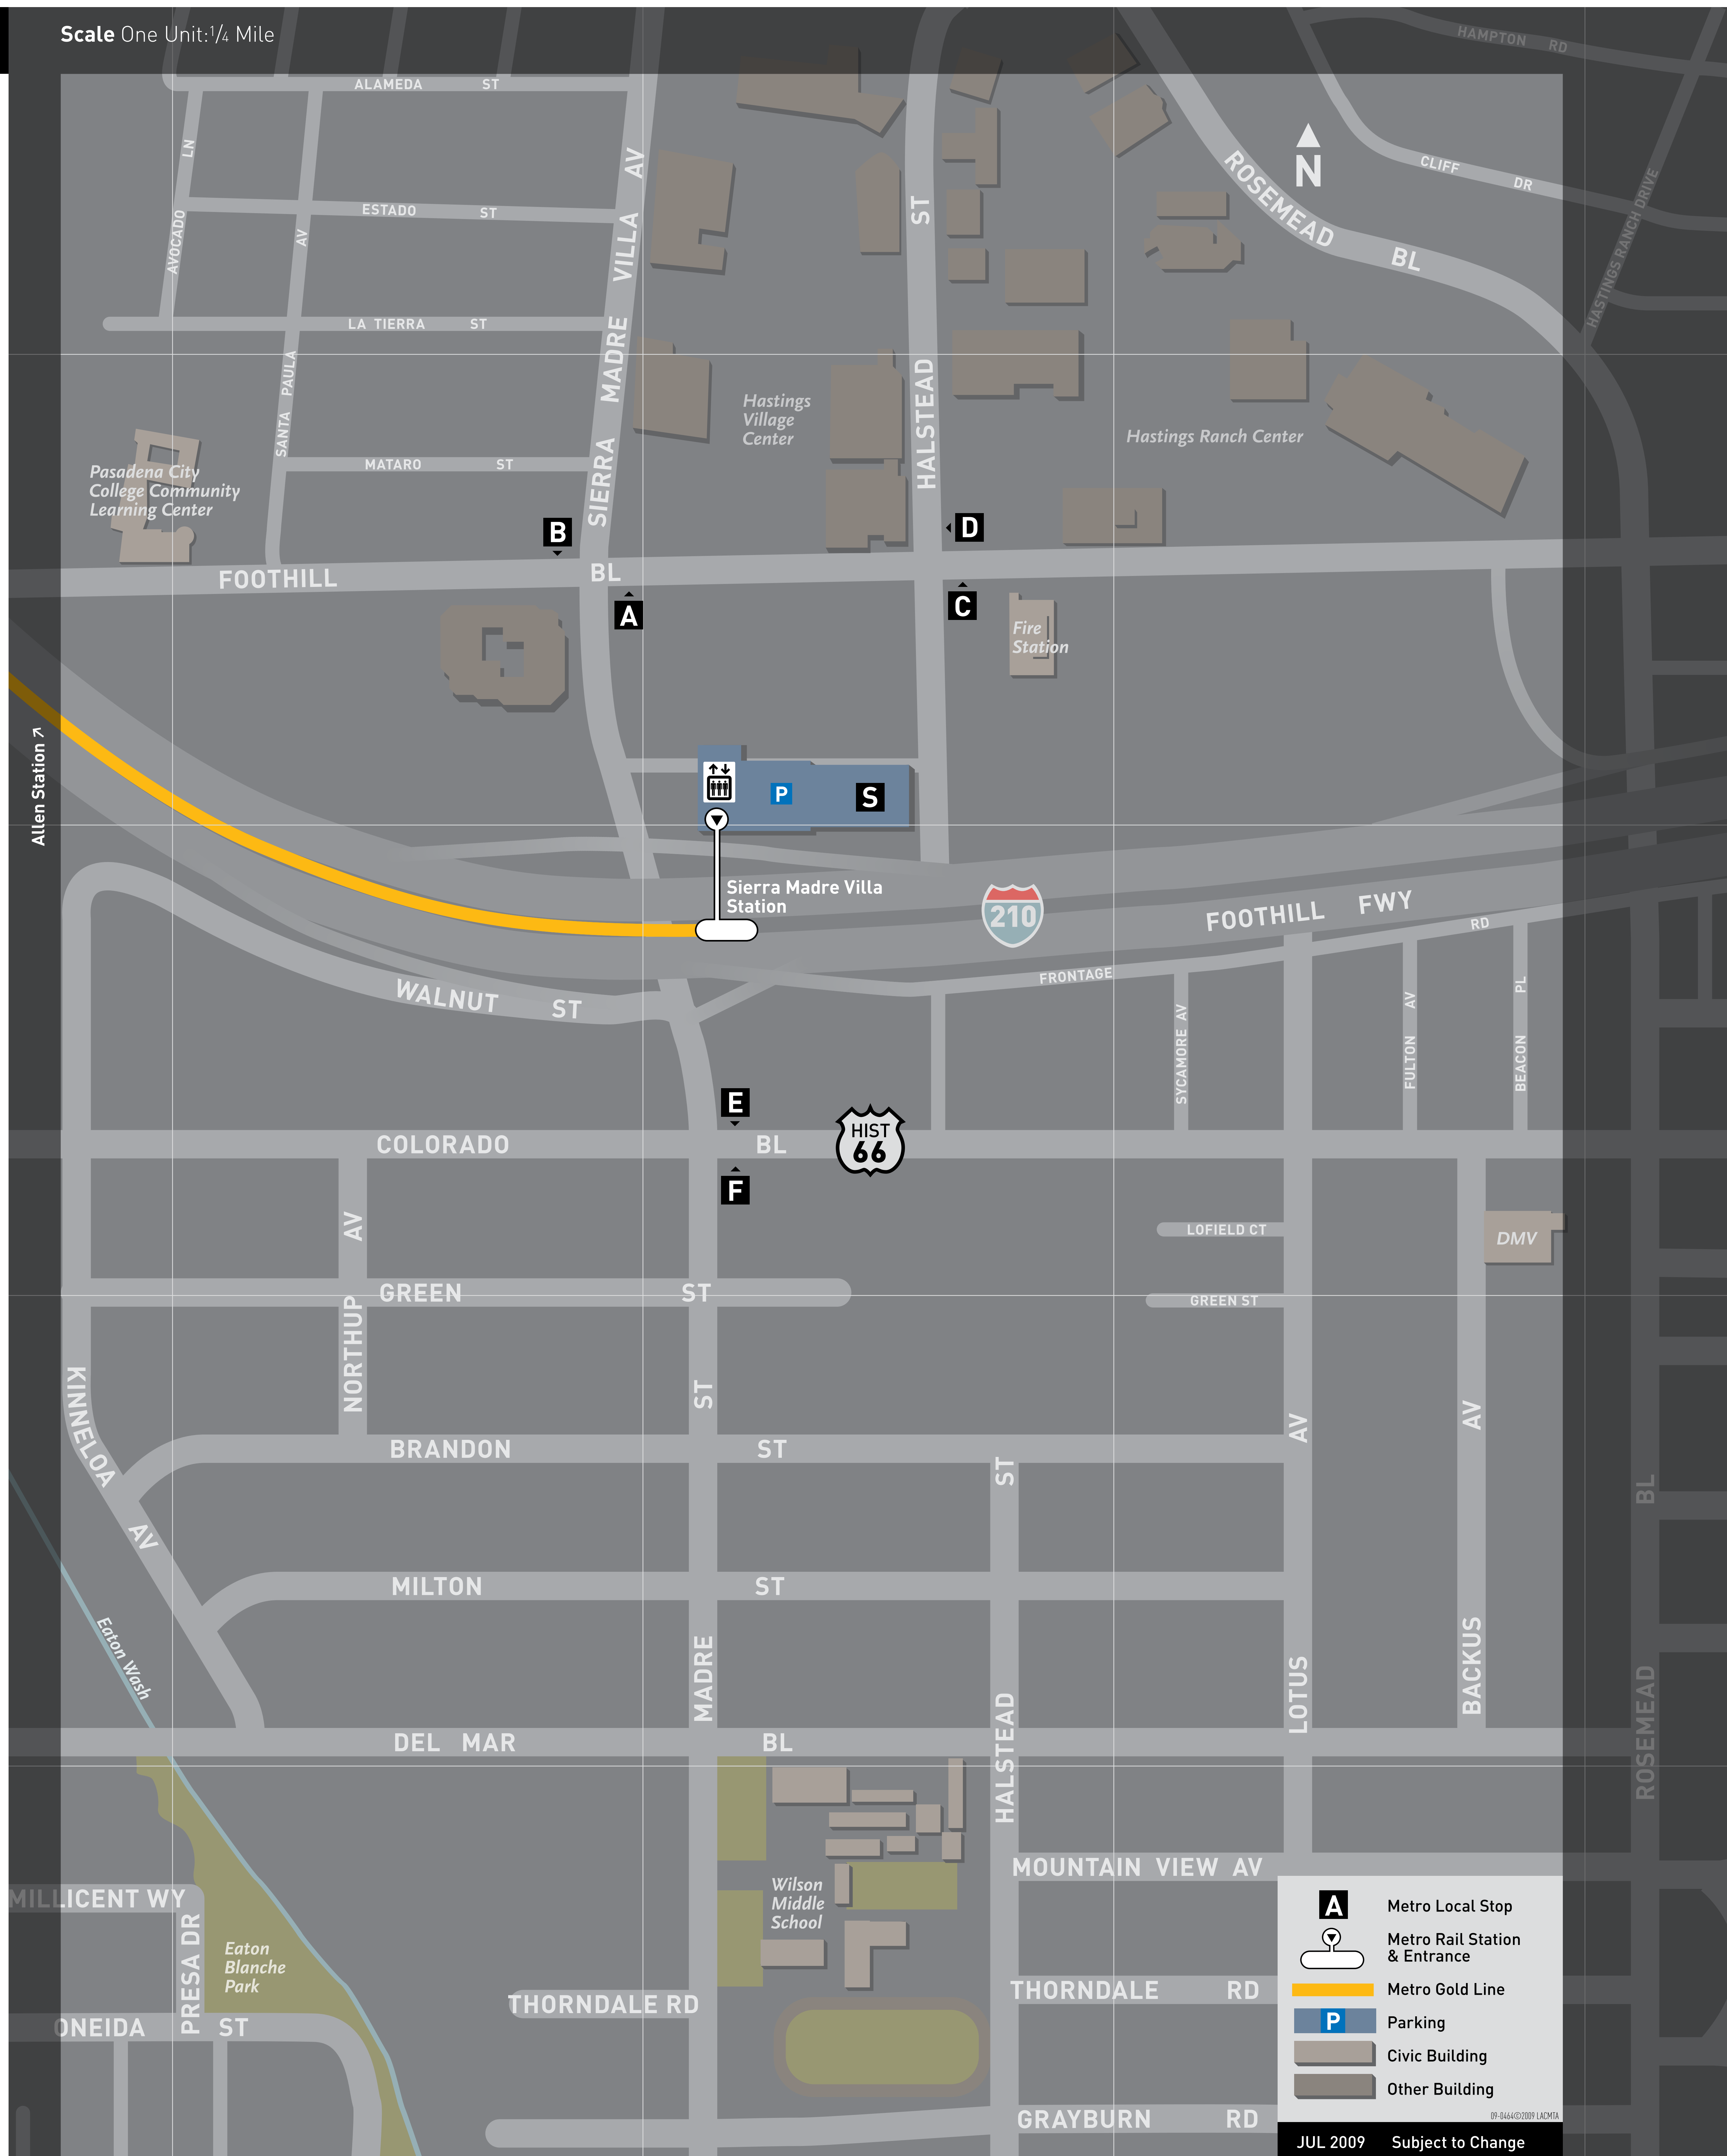 Scale One Unit:1/4 Mile
HAMPTON RD
ALAMEDA ST
AVOCADO LN
SANTA PAULA AV
ESTADO ST
LA TIERRA ST
MATARO ST
SIERRA MADRE VILLA AV
HALSTEAD ST
ROSEMEAD BL
N
CLIFF DR
HASTINGS RANCH DRIVE
Hastings
Village
Center
Hastings Ranch Center
Pasadena City
College Community
Learning Center
B
D
FOOTHILL BL
A
C
Fire
Station
Allen Station
P
S
Sierra Madre Villa
Station
210
FOOTHILL FWY
FRONTAGE RD
WALNUT ST
SYCAMORE AV
FULTON AV
BEACON PL
E
COLORADO BL
HIST
66
F
LOFIELD CT
DMV
GREEN ST
GREEN ST
NORTHUP AV
KINNELOA AV
MADRE ST
BRANDON ST
HALSTEAD ST
LOTUS AV
BACKUS AV
ROSEMEAD BL
MILTON ST
Eaton Wash
DEL MAR BL
MOUNTAIN VIEW AV
Wilson
Middle
School
MILLICENT WY
PRESA DR
Eaton
Blanche
Park
THORNDALE RD
THORNDALE RD
ONEIDA ST
GRAYBURN RD
A Metro Local Stop
Metro Rail Station
& Entrance
Metro Gold Line
P Parking
Civic Building
Other Building
09-0464©2009 LACMTA
JUL 2009 Subject to Change